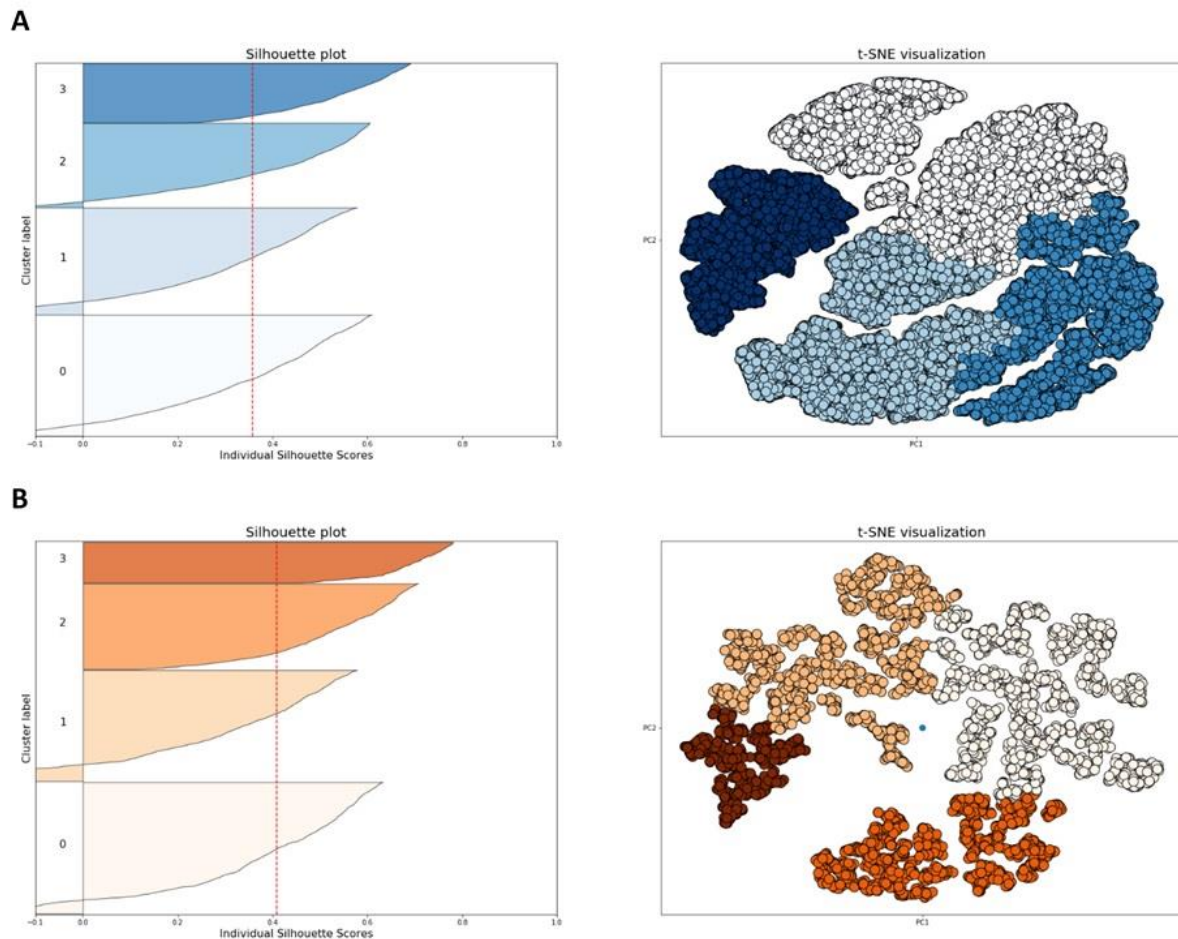 A
Silhouette plot
3
2
1
0
Cluster label
-0.1 0.0 0.2 0.4 0.6 0.8 1.0
Individual Silhouette Scores
t-SNE visualization
PC2
PC1
B
Silhouette plot
3
2
1
0
Cluster label
-0.1 0.0 0.2 0.4 0.6 0.8 1.0
Individual Silhouette Scores
t-SNE visualization
PC2
PC1